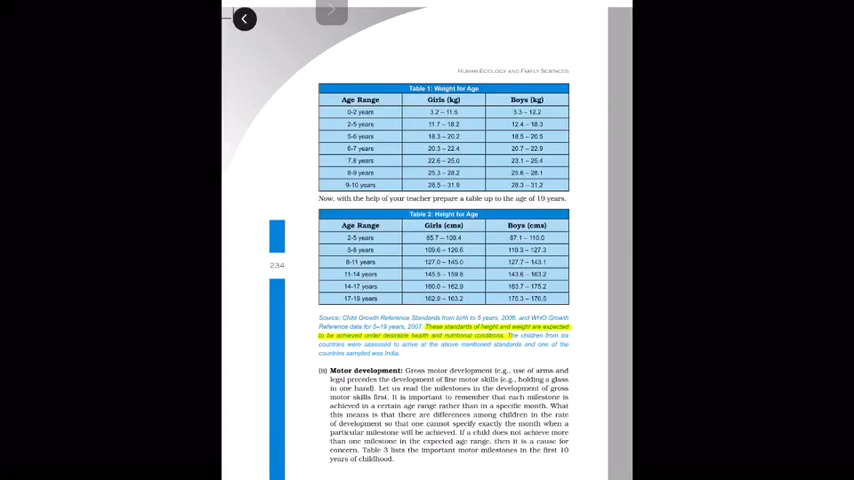 HUMAN ECOLOGY AND FAMILY SCIENCES
Table 1: Weight for Age
Age Range Girls (kg) Boys (kg)
0-2 years 3.2 – 11.5 3.3 – 12.2
2-5 years 11.7 – 18.2 12.4 – 18.3
5-6 years 18.3 – 20.2 18.5 – 20.5
6-7 years 20.3 – 22.4 20.7 – 22.9
7.8 years 22.6 – 25.0 23.1 – 25.4
8-9 years 25.3 – 28.2 25.6 – 28.1
9-10 years 28.5 – 31.9 28.3 – 31.2
Now, with the help of your teacher prepare a table up to the age of 19 years.
Table 2: Height for Age
Age Range Girls (cms) Boys (cms)
2-5 years 85.7 – 109.4 87.1 – 110.0
5-8 years 109.6 – 126.6 110.3 – 127.3
8-11 years 127.0 – 145.0 127.7 – 143.1
11-14 years 145.5 – 159.8 143.6 – 163.2
14-17 years 160.0 – 162.9 163.7 – 175.2
17-19 years 162.9 – 163.2 175.3 – 176.5
234
Source: Child Growth Reference Standards from birth in 5 years, 2006, and WHO Growth
Reference data for 5–19 years, 2007. These standards of height and weight are expected
to be achieved under desirable health and nutritional conditions. The children from six
countries were assessed to arrive at the above mentioned standards and one of the
countries sampled was India.
(ii) Motor development: Gross motor development (e.g., use of arms and
legs) precedes the development of fine motor skills (e.g., holding a glass
in one hand). Let us read the milestones in the development of gross
motor skills first. It is important to remember that each milestone is
achieved in a certain age range rather than in a specific month. What
this means is that there are differences among children in the rate
of development so that one cannot specify exactly the month when a
particular milestone will be achieved. If a child does not achieve more
than one milestone in the expected age range, then it is a cause for
concern. Table 3 lists the important motor milestones in the first 10
years of childhood.